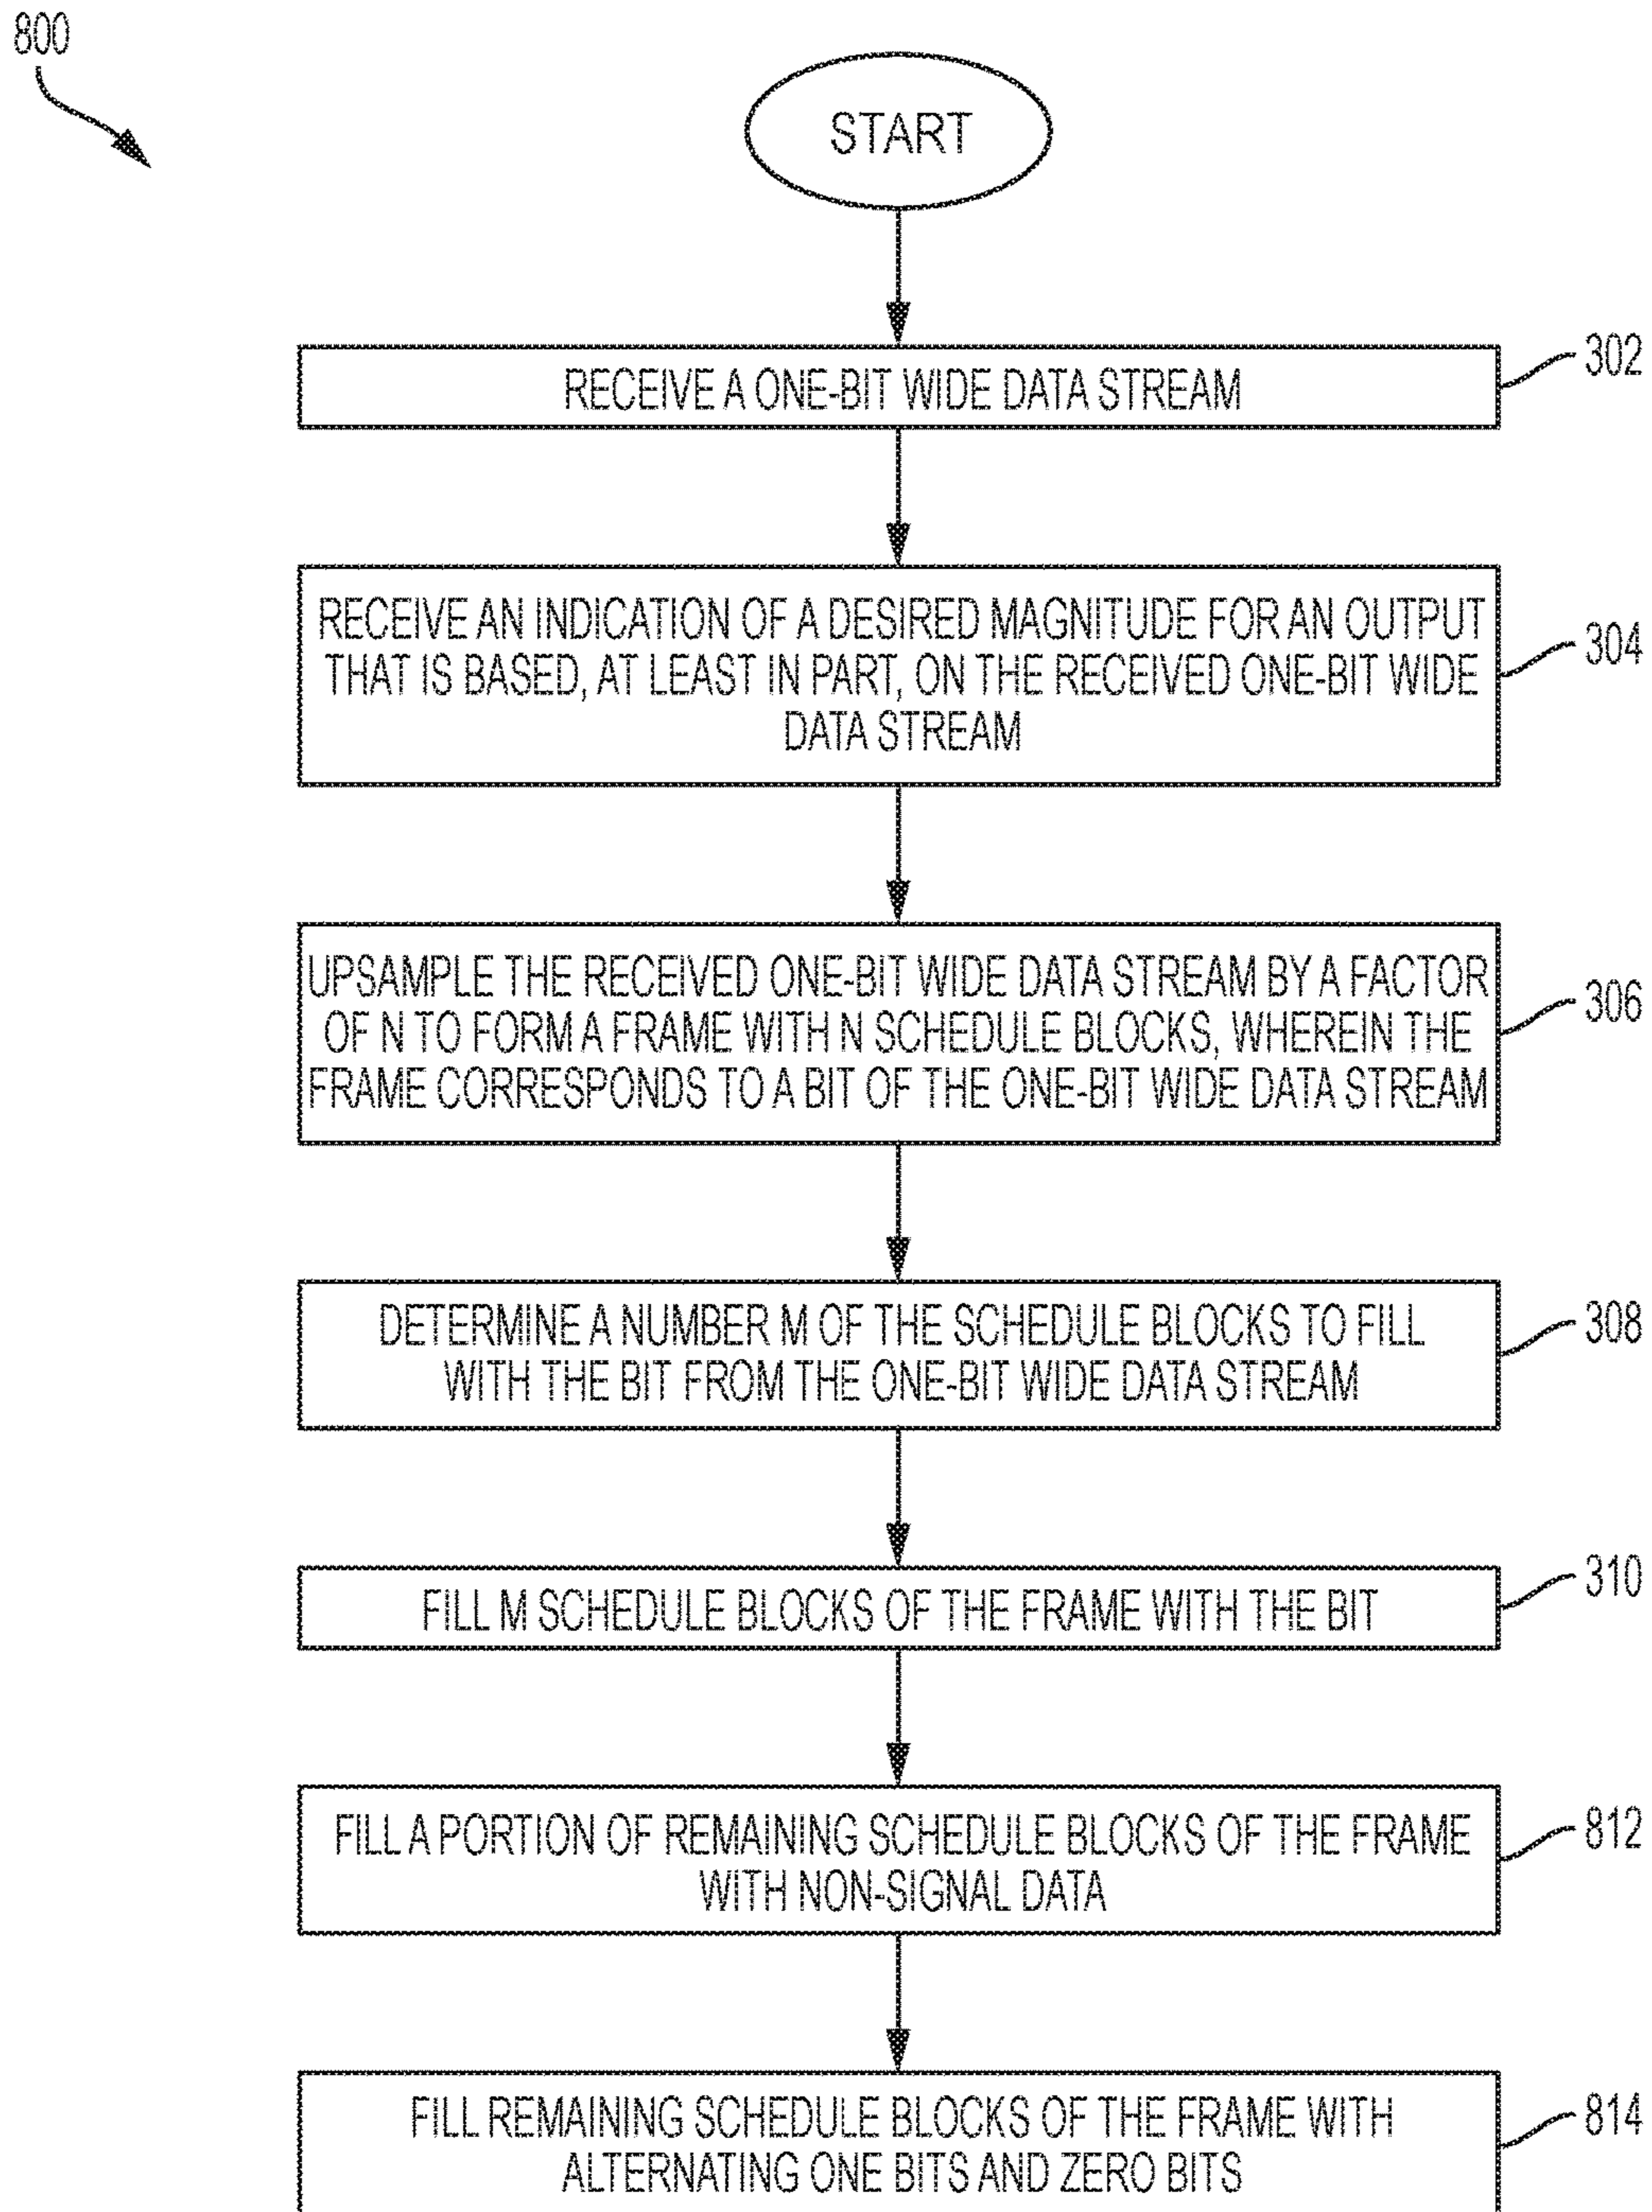 800
START
RECEIVE A ONE-BIT WIDE DATA STREAM
302
RECEIVE AN INDICATION OF A DESIRED MAGNITUDE FOR AN OUTPUT
THAT IS BASED, AT LEAST IN PART, ON THE RECEIVED ONE-BIT WIDE
DATA STREAM
304
UPSAMPLE THE RECEIVED ONE-BIT WIDE DATA STREAM BY A FACTOR
OF N TO FORM A FRAME WITH N SCHEDULE BLOCKS, WHEREIN THE
FRAME CORRESPONDS TO A BIT OF THE ONE-BIT WIDE DATA STREAM
306
DETERMINE A NUMBER M OF THE SCHEDULE BLOCKS TO FILL
WITH THE BIT FROM THE ONE-BIT WIDE DATA STREAM
308
FILL M SCHEDULE BLOCKS OF THE FRAME WITH THE BIT
310
FILL A PORTION OF REMAINING SCHEDULE BLOCKS OF THE FRAME
WITH NON-SIGNAL DATA
812
FILL REMAINING SCHEDULE BLOCKS OF THE FRAME WITH
ALTERNATING ONE BITS AND ZERO BITS
814